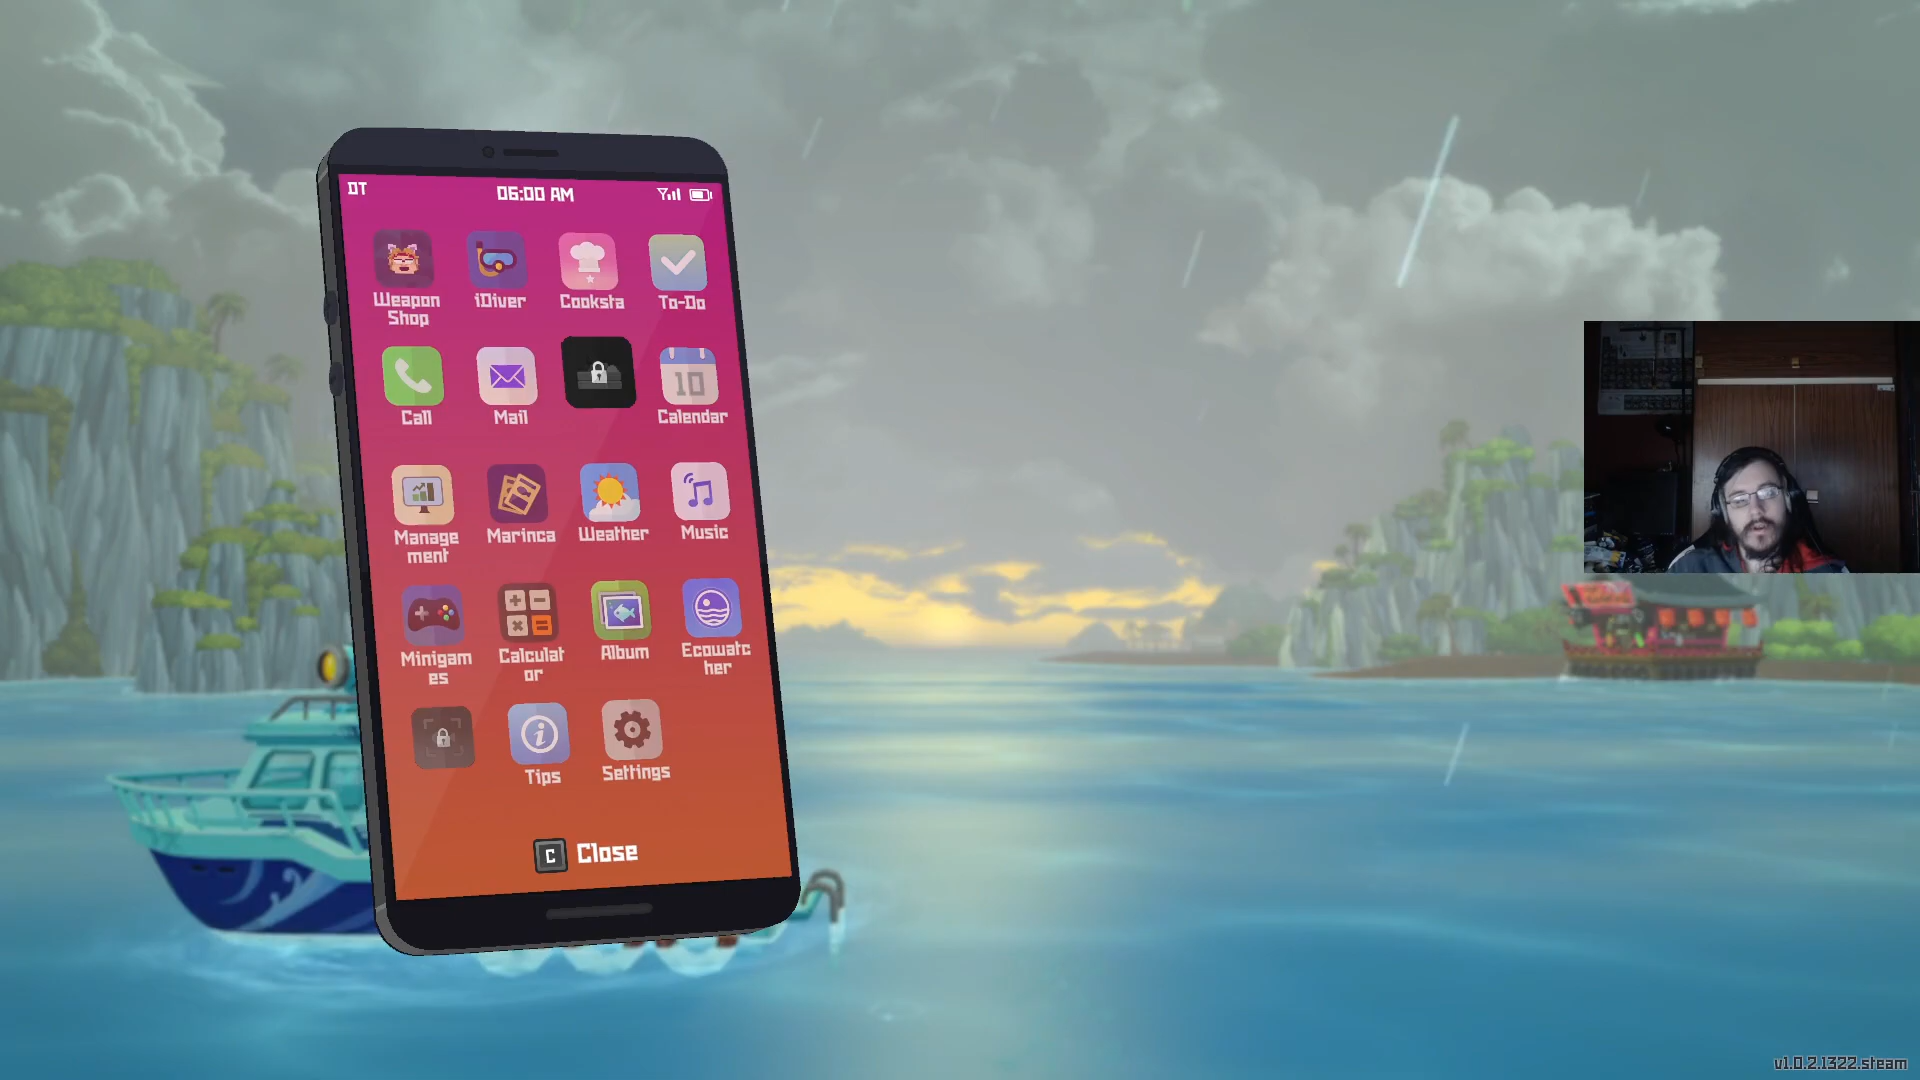 DT
06:00 AM
Weapon
Shop
iDiver
Cooksta
To-Do
Call
Mail
10
Calendar
Manage
ment
Marinca
Weather
Music
Minigam
es
Calculat
or
Album
Ecowatc
her
Tips
Settings
C Close
v1.0.2.1322.steam